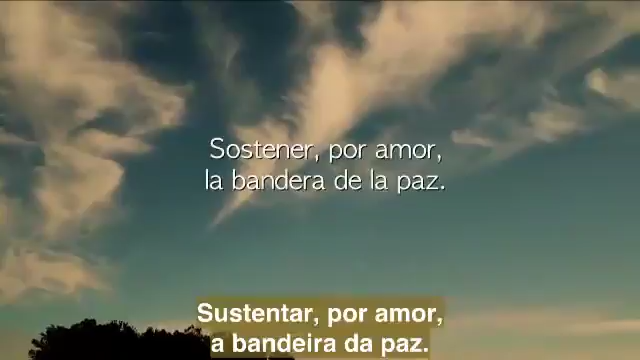 Sostener, por amor,
la bandera de la paz.
Sustentar, por amor,
a bandeira da paz.